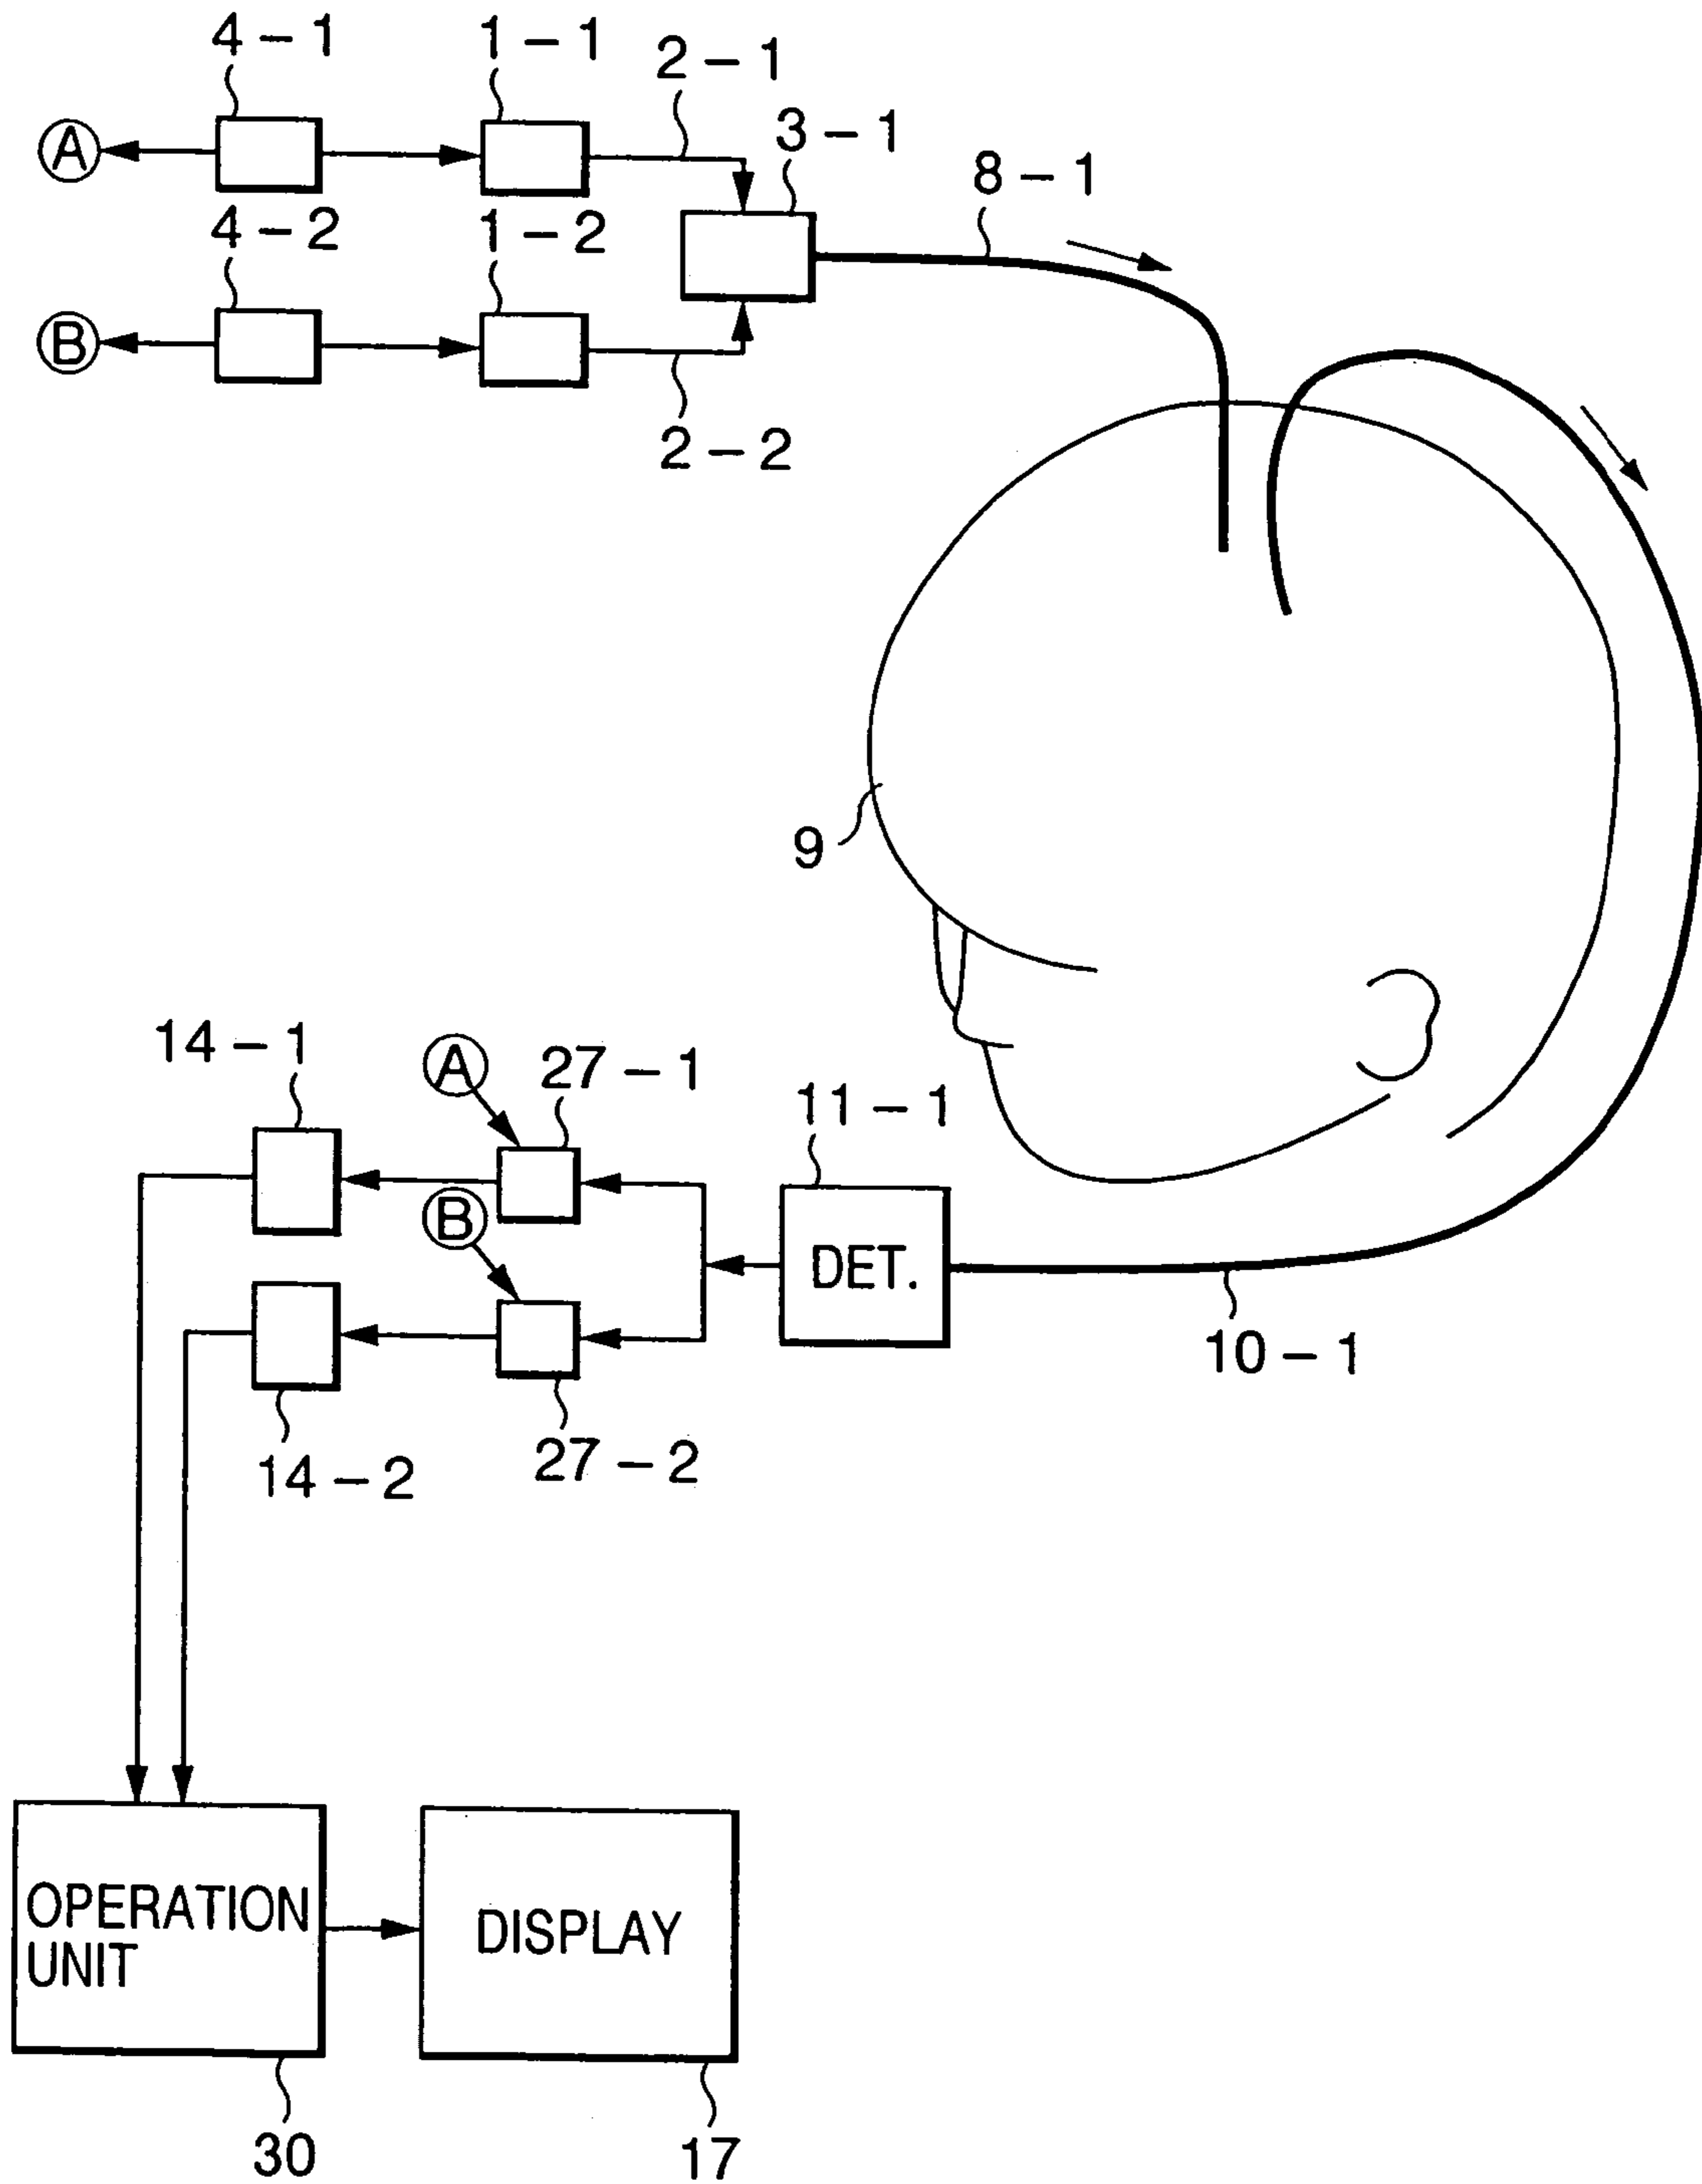 4-1
1-1
2-1
3-1
8-1
A
4-2
1-2
B
2-2
9
14-1
A
27-1
11-1
B
DET.
10-1
14-2
27-2
OPERATION
UNIT
DISPLAY
30
17